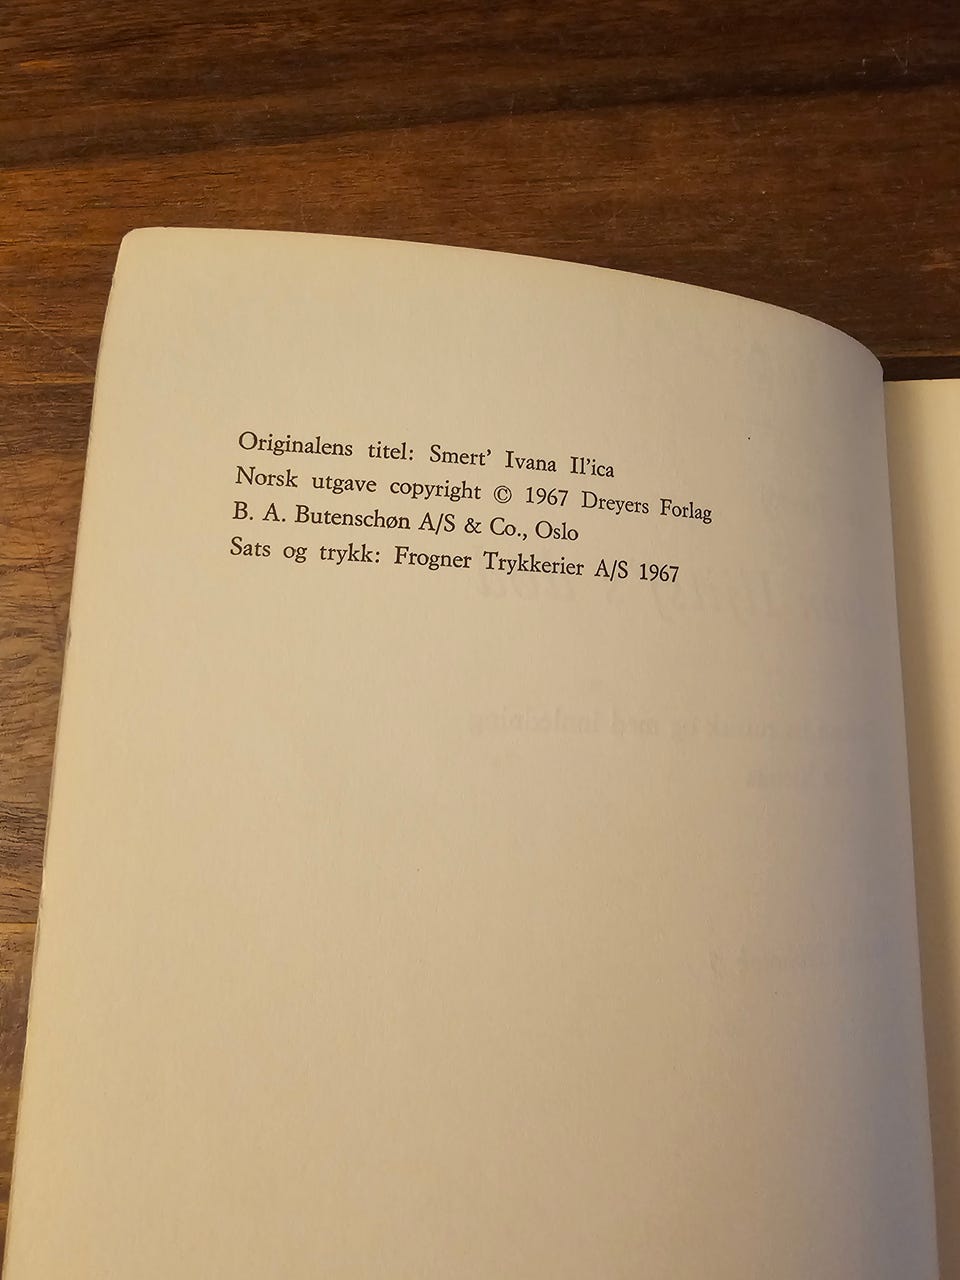 Originalens titel: Smert’ Ivana Il’ica
Norsk utgave copyright © 1967 Dreyers Forlag
B. A. Butenschøn A/S & Co., Oslo
Sats og trykk: Frogner Trykkerier A/S 1967